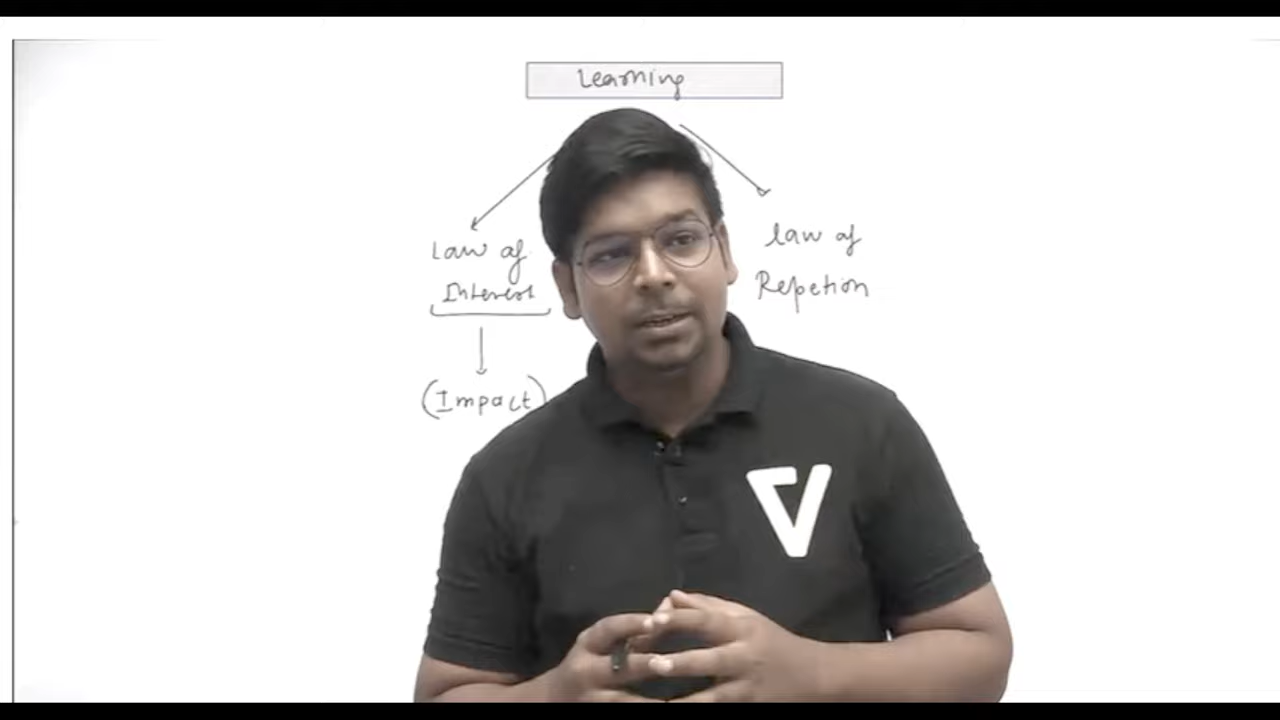 Learning
Law of
Interest
(Impact)
Law of
Repetion
V